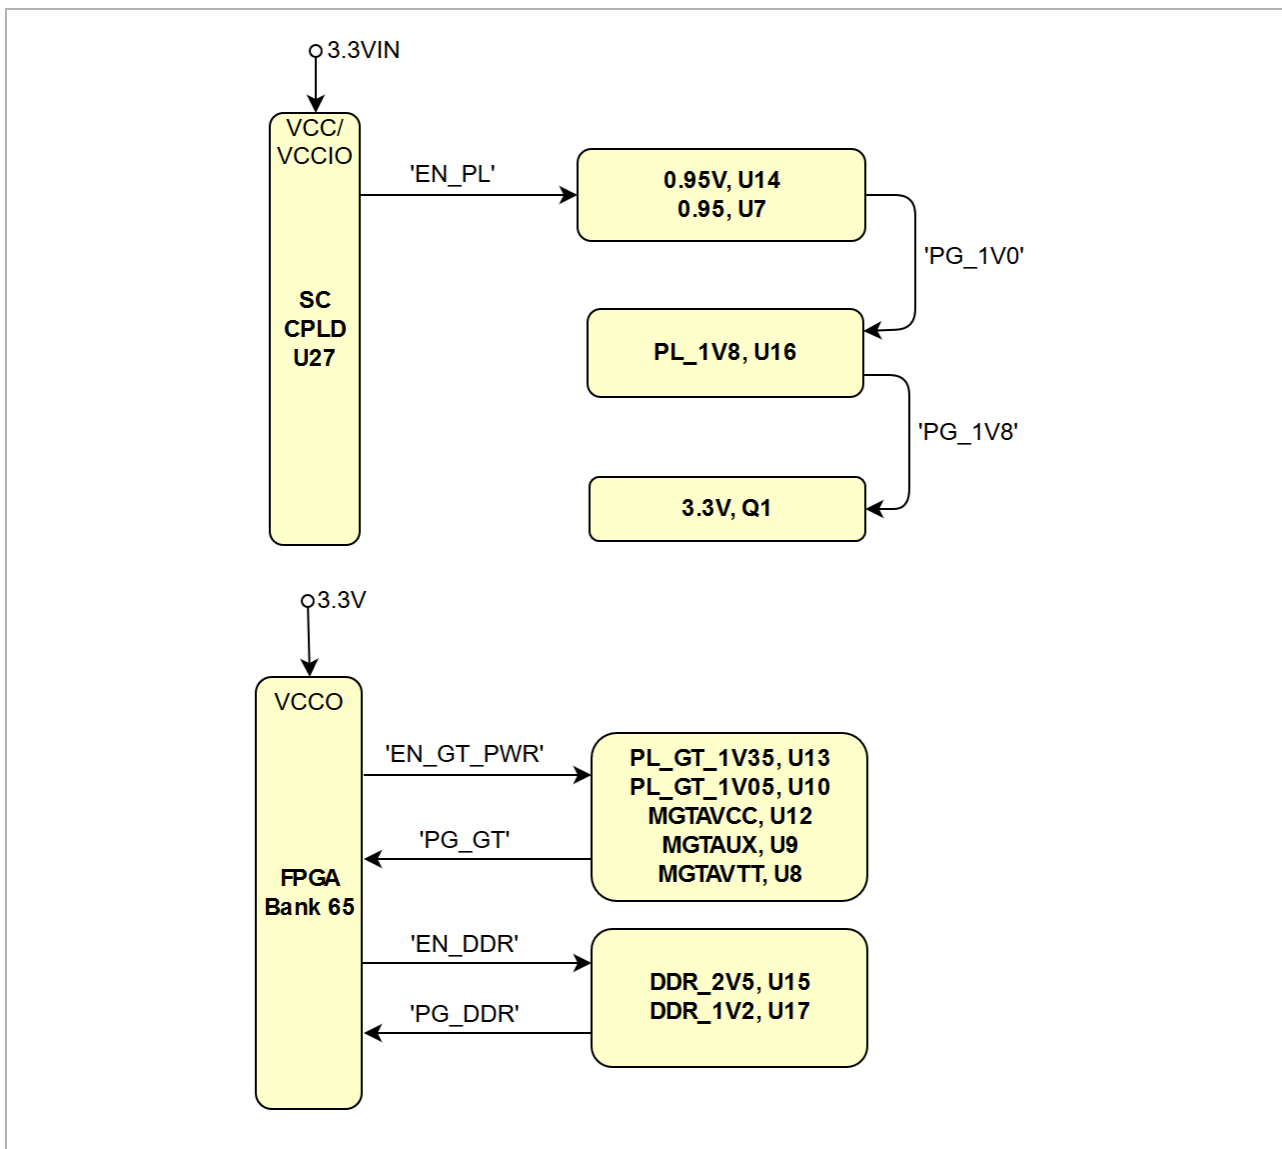 3.3VIN
VCC/
VCCIO
'EN_PL'
0.95V, U14
0.95, U7
'PG_1V0'
SC
CPLD
U27
PL_1V8, U16
'PG_1V8'
3.3V, Q1
3.3V
VCCO
'EN_GT_PWR'
PL_GT_1V35, U13
PL_GT_1V05, U10
MGTAVCC, U12
MGTAUX, U9
MGTAVTT, U8
'PG_GT'
FPGA
Bank 65
'EN_DDR'
DDR_2V5, U15
DDR_1V2, U17
'PG_DDR'